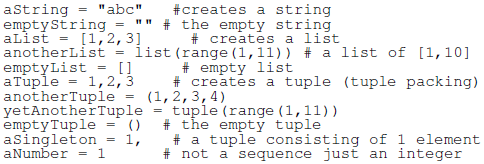 aString = "abc"   #creates a string
emptyString = "" # the empty string
aList = [1,2,3]     # creates a list
anotherList = list(range(1,11)) # a list of [1,10]
emptyList = []     # empty list
aTuple = 1,2,3     # creates a tuple (tuple packing)
anotherTuple = (1,2,3,4)
yetAnotherTuple = tuple(range(1,11))
emptyTuple = ()  # the empty tuple
aSingleton = 1,   # a tuple consisting of 1 element
aNumber = 1      # not a sequence just an integer